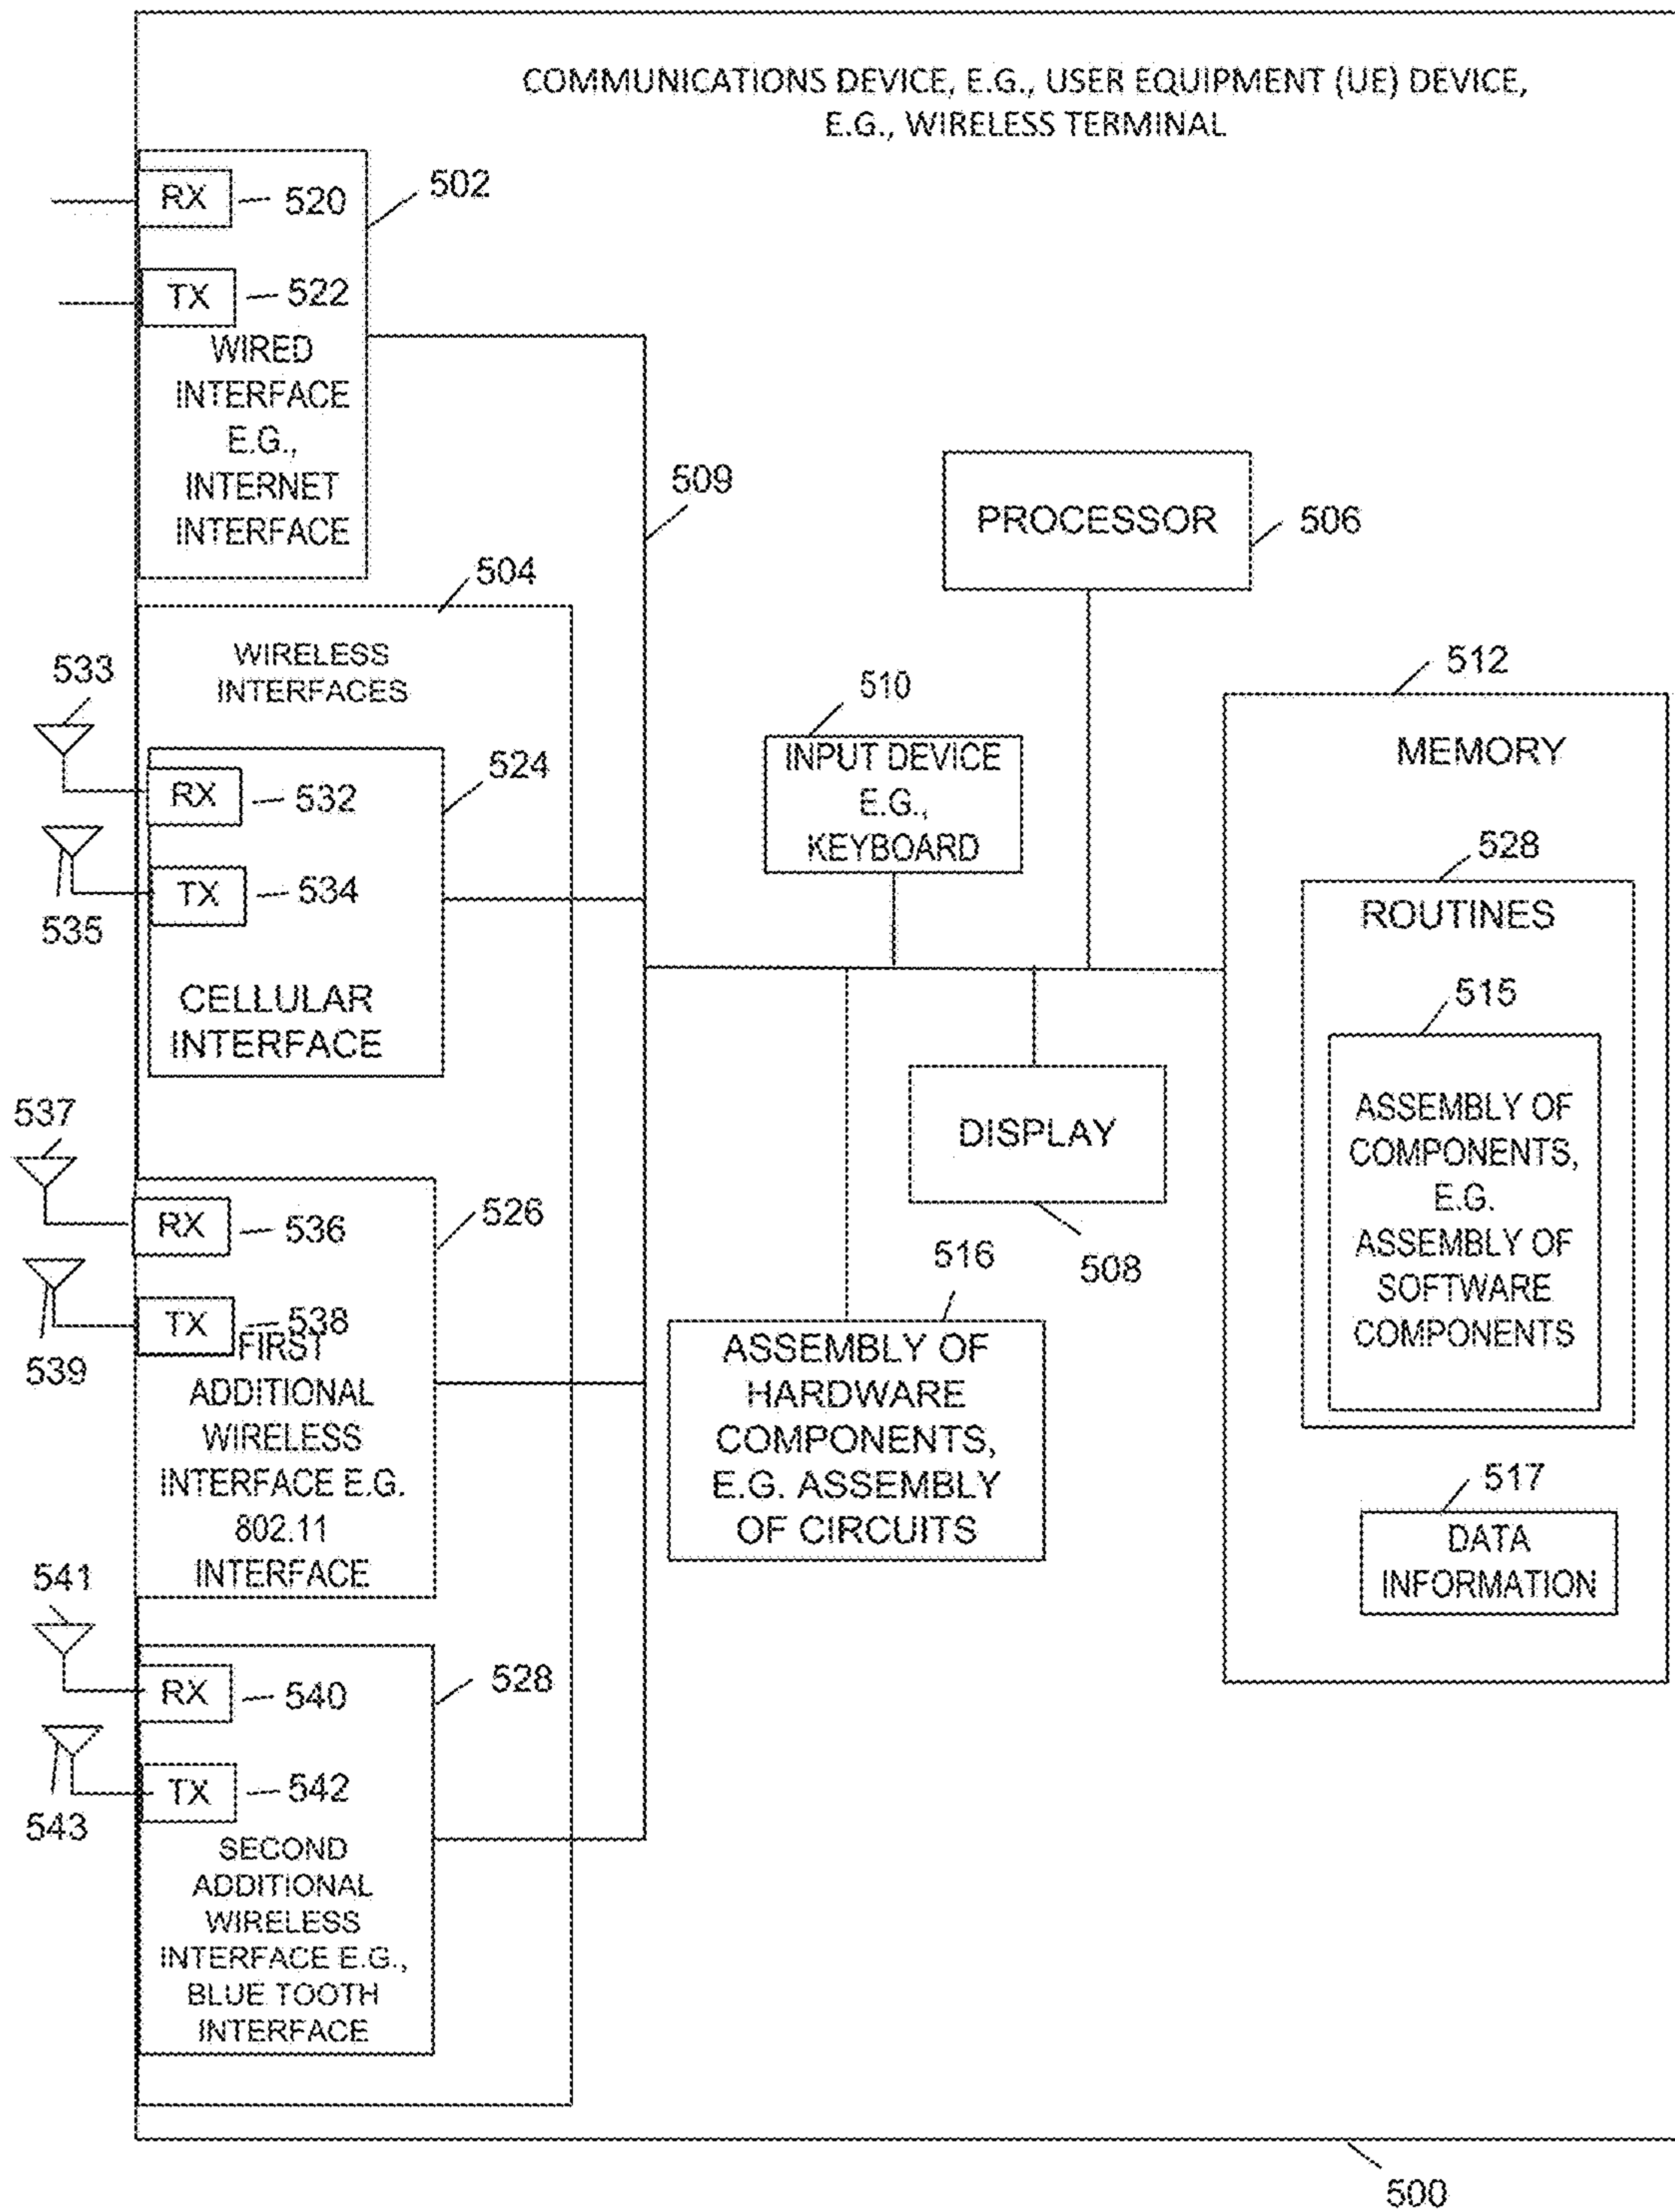 COMMUNICATIONS DEVICE, E.G., USER EQUIPMENT (UE) DEVICE,
E.G., WIRELESS TERMINAL
RX
520
502
TX
522
WIRED
INTERFACE
E.G.,
INTERNET
INTERFACE
509
PROCESSOR
506
504
WIRELESS
INTERFACES
533
RX
532
524
535
TX
534
CELLULAR
INTERFACE
510
INPUT DEVICE
E.G.,
KEYBOARD
512
MEMORY
528
ROUTINES
515
ASSEMBLY OF
COMPONENTS,
E.G.
ASSEMBLY OF
SOFTWARE
COMPONENTS
517
DATA
INFORMATION
DISPLAY
508
516
ASSEMBLY OF
HARDWARE
COMPONENTS,
E.G. ASSEMBLY
OF CIRCUITS
537
RX
536
526
539
TX
538
FIRST
ADDITIONAL
WIRELESS
INTERFACE E.G.
802.11
INTERFACE
541
RX
540
528
543
TX
542
SECOND
ADDITIONAL
WIRELESS
INTERFACE E.G.,
BLUE TOOTH
INTERFACE
500